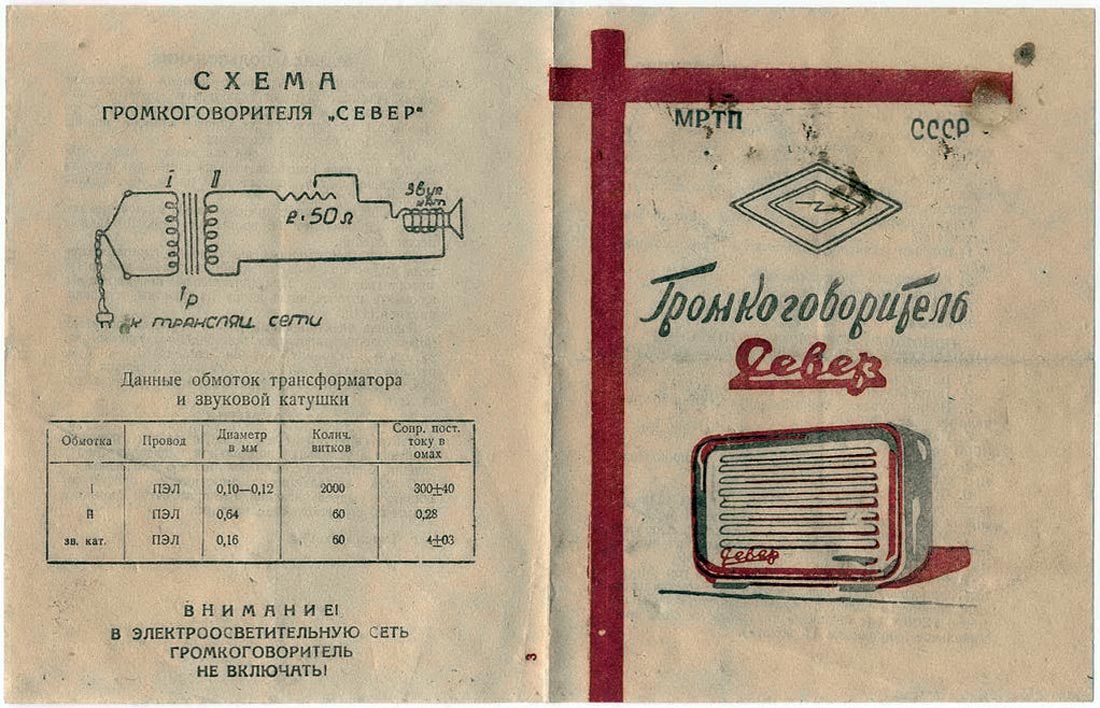 СХЕМА
ГРОМКОГОВОРИТЕЛЯ „СЕВЕР“
I II
звук
кат
R·50Ω
Тр
к трансляц. сети
Данные обмоток трансформатора
и звуковой катушки
Обмотка Провод Диаметр в мм Колич. витков Сопр. пост. току в омах
I ПЭЛ 0,10—0,12 2000 300±40
II ПЭЛ 0,64 60 0,28
зв. кат. ПЭЛ 0,16 60 4±03
ВНИМАНИЕ!
В ЭЛЕКТРООСВЕТИТЕЛЬНУЮ СЕТЬ
ГРОМКОГОВОРИТЕЛЬ
НЕ ВКЛЮЧАТЬ!
3
МРТП СССР
Громкоговоритель
Север
Север